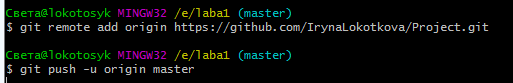 Света@lokotosyk MINGW32 /e/laba1 (master)
$ git remote add origin https://github.com/IrynaLokotkova/Project.git
Света@lokotosyk MINGW32 /e/laba1 (master)
$ git push -u origin master